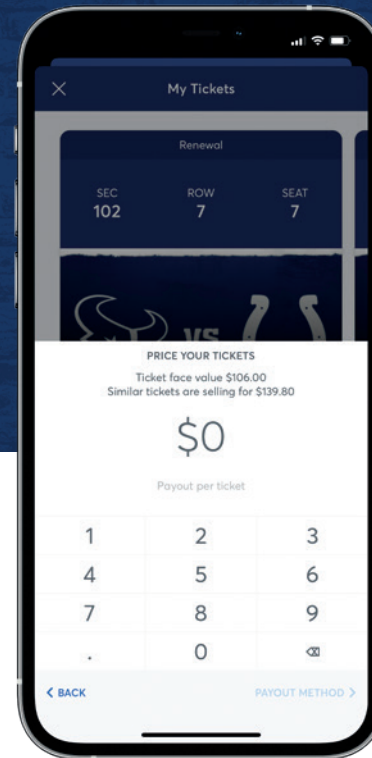 My Tickets
Renewal
SEC ROW SEAT
102 7 7
VS
PRICE YOUR TICKETS
Ticket face value $106.00
Similar tickets are selling for $139.80
$0
Payout per ticket
1 2 3
4 5 6
7 8 9
. 0
< BACK PAYOUT METHOD >